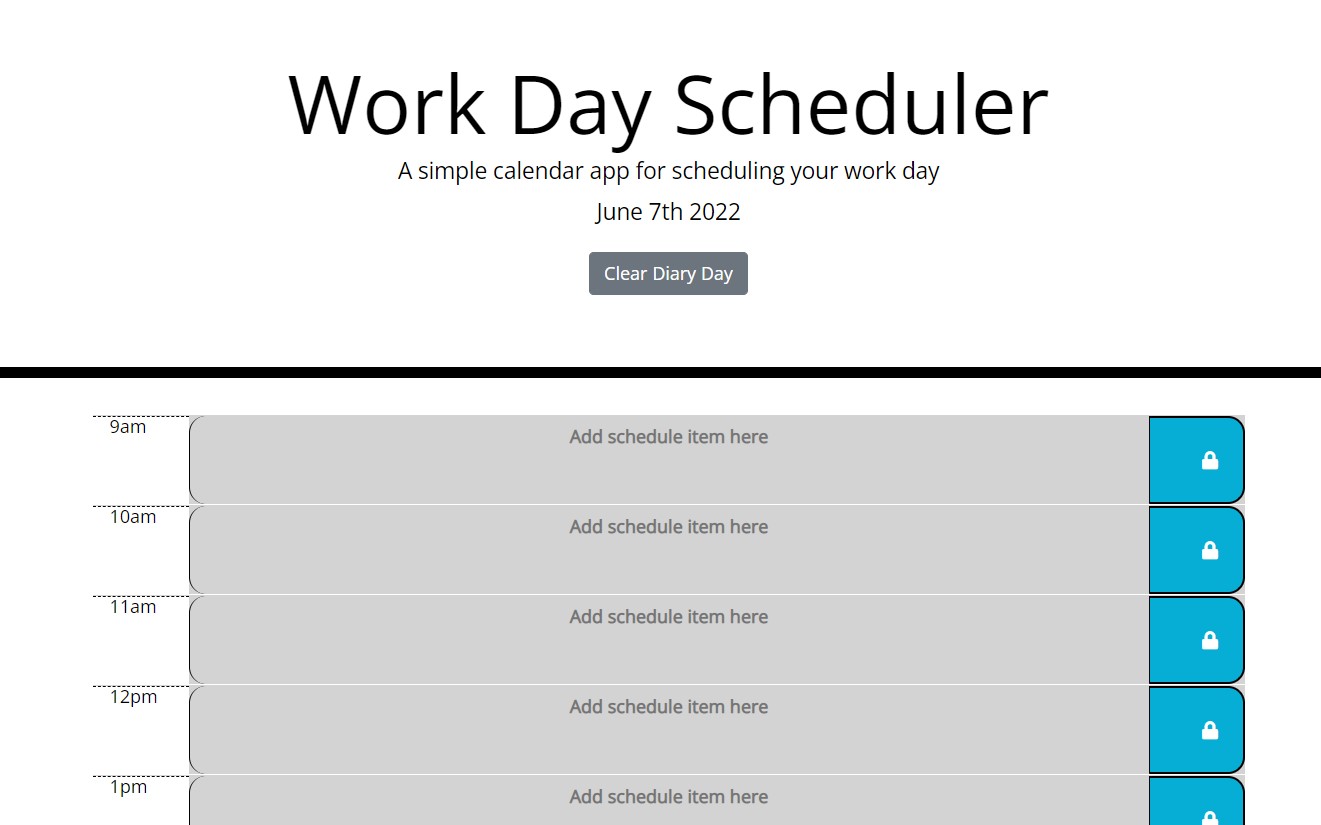 Work Day Scheduler
A simple calendar app for scheduling your work day
June 7th 2022
Clear Diary Day
9am
Add schedule item here
10am
Add schedule item here
11am
Add schedule item here
12pm
Add schedule item here
1pm
Add schedule item here